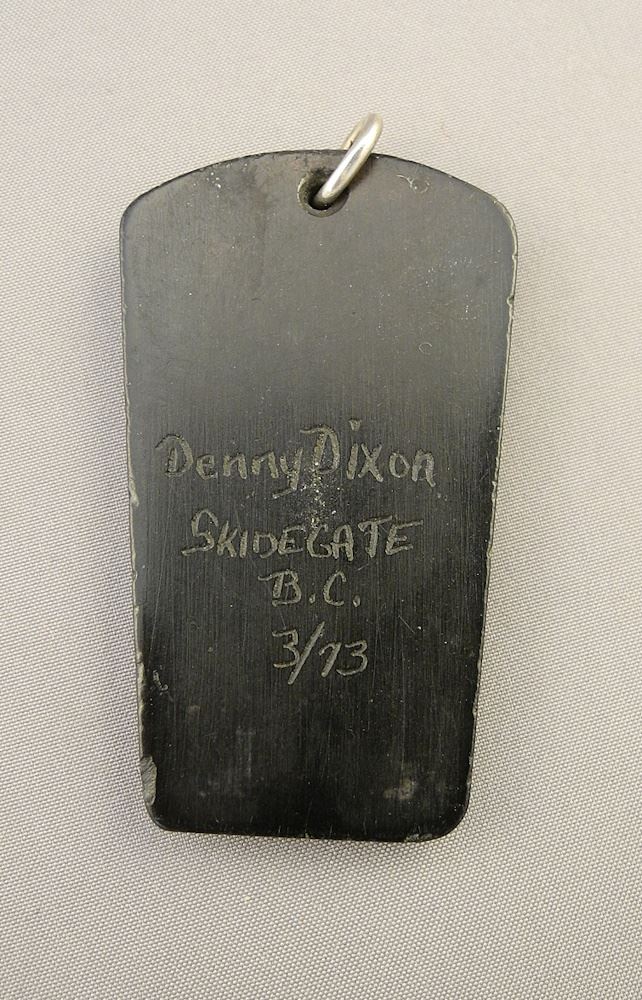 Denny Dixon
SKIDEGATE
B.C.
3/73